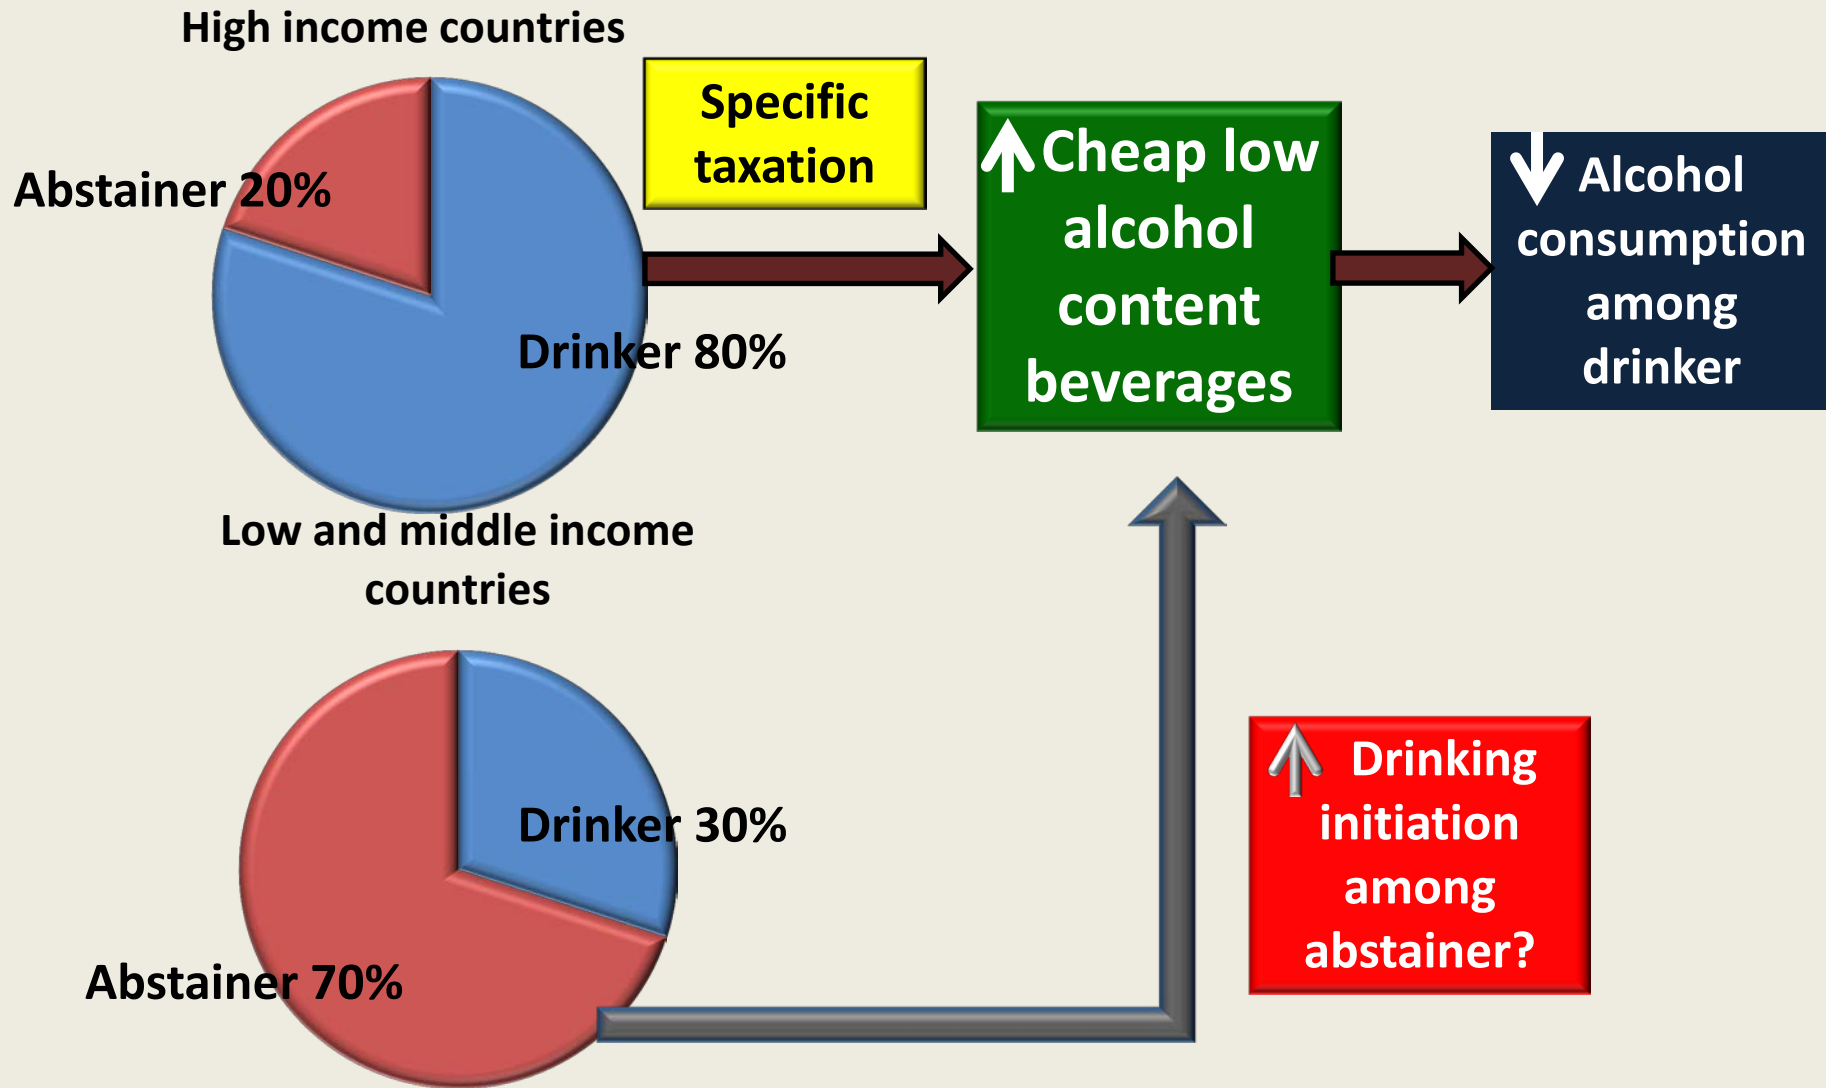 High income countries
Abstainer 20%
Drinker 80%
Specific
taxation
Cheap low
alcohol
content
beverages
Alcohol
consumption
among
drinker
Low and middle income
countries
Drinker 30%
Abstainer 70%
Drinking
initiation
among
abstainer?